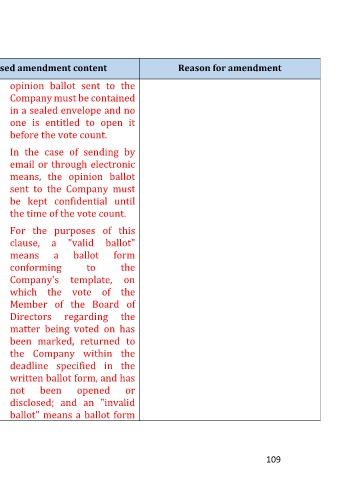 sed amendment content
Reason for amendment
opinion ballot sent to the
Company must be contained
in a sealed envelope and no
one is entitled to open it
before the vote count.
In the case of sending by
email or through electronic
means, the opinion ballot
sent to the Company must
be kept confidential until
the time of the vote count.
For the purposes of this
clause, a "valid ballot"
means a ballot form
conforming to the
Company's template, on
which the vote of the
Member of the Board of
Directors regarding the
matter being voted on has
been marked, returned to
the Company within the
deadline specified in the
written ballot form, and has
not been opened or
disclosed; and an "invalid
ballot" means a ballot form
109